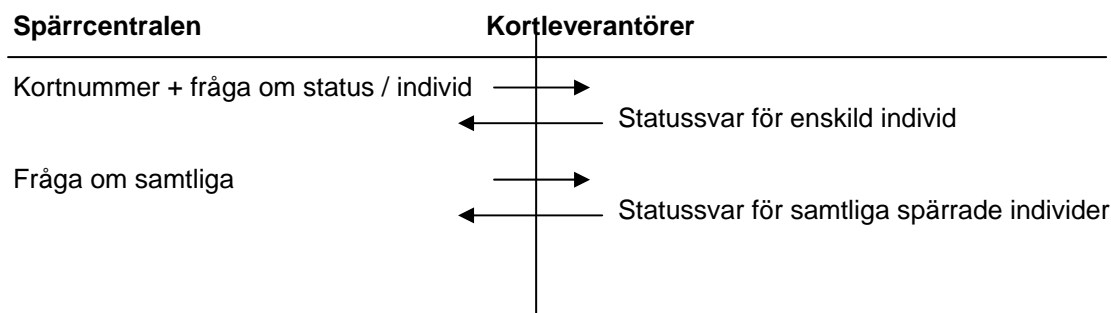 Spärrcentralen Kortleverantörer
Kortnummer + fråga om status / individ
Statussvar för enskild individ
Fråga om samtliga
Statussvar för samtliga spärrade individer